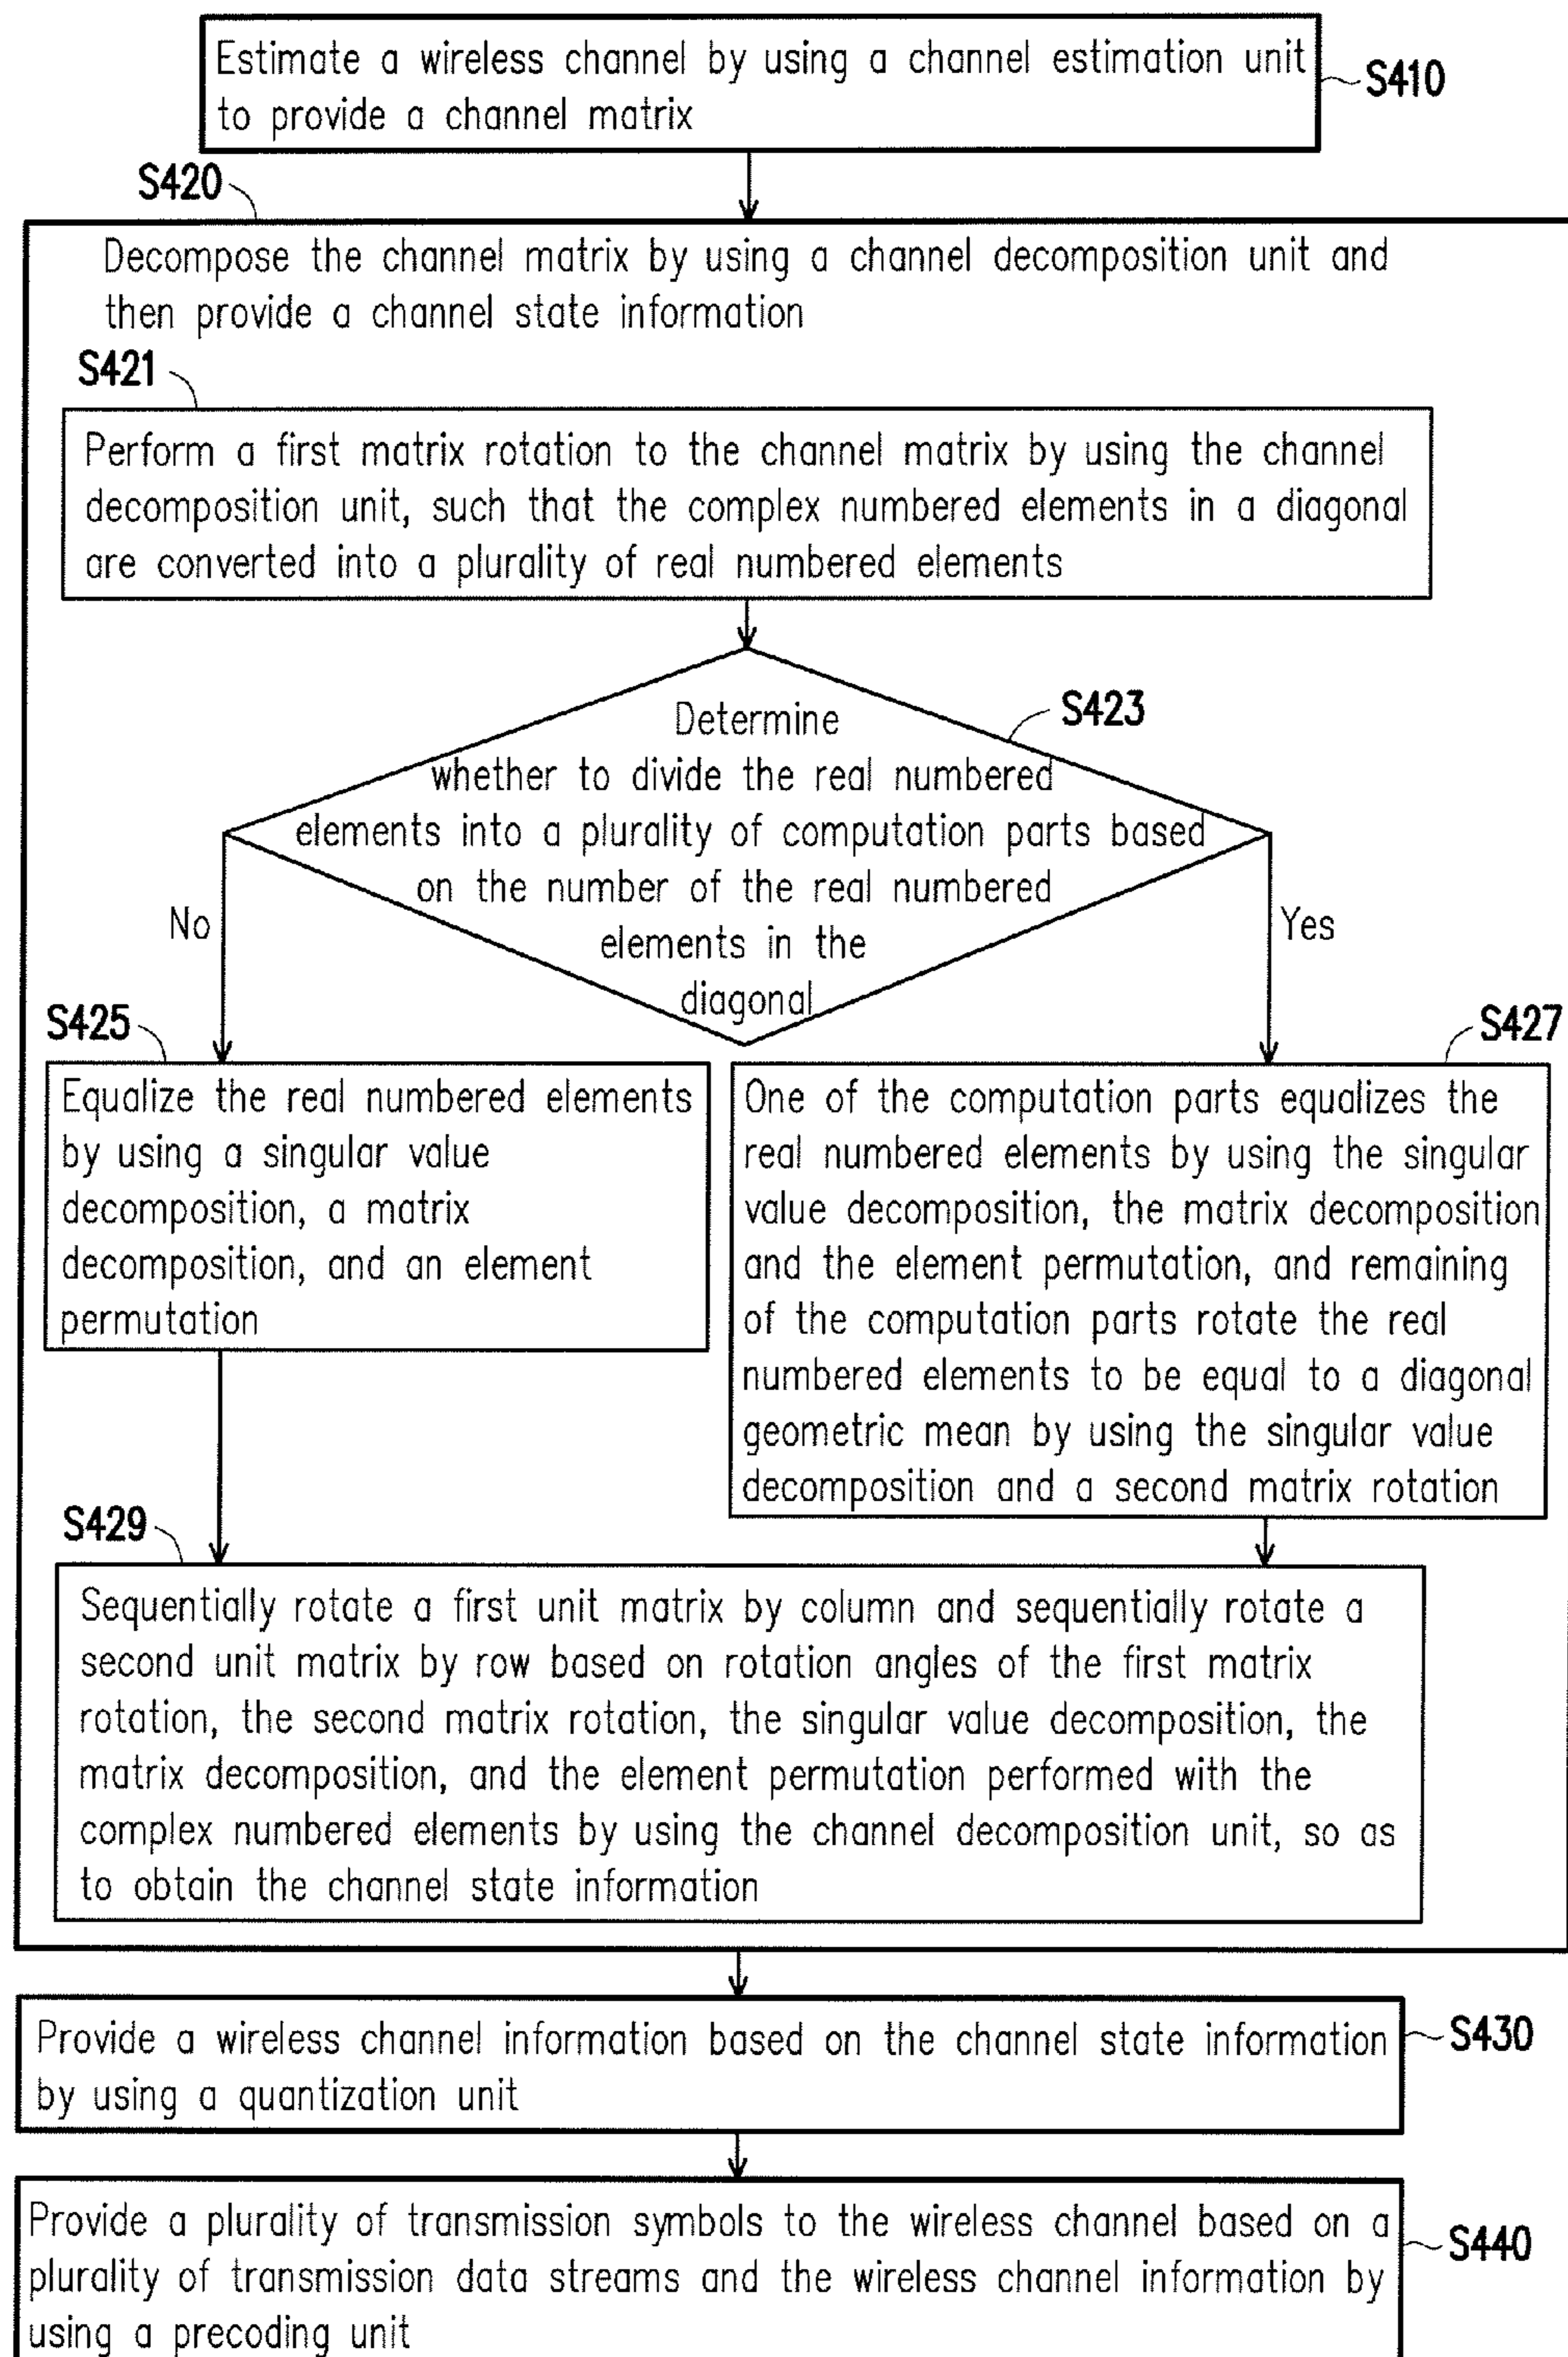 Estimate a wireless channel by using a channel estimation unit
to provide a channel matrix
S410
S420
Decompose the channel matrix by using a channel decomposition unit and
then provide a channel state information
S421
Perform a first matrix rotation to the channel matrix by using the channel
decomposition unit, such that the complex numbered elements in a diagonal
are converted into a plurality of real numbered elements
S423
Determine
whether to divide the real numbered
elements into a plurality of computation parts based
on the number of the real numbered
elements in the
diagonal
No
Yes
S425
Equalize the real numbered elements
by using a singular value
decomposition, a matrix
decomposition, and an element
permutation
S427
One of the computation parts equalizes the
real numbered elements by using the singular
value decomposition, the matrix decomposition
and the element permutation, and remaining
of the computation parts rotate the real
numbered elements to be equal to a diagonal
geometric mean by using the singular value
decomposition and a second matrix rotation
S429
Sequentially rotate a first unit matrix by column and sequentially rotate a
second unit matrix by row based on rotation angles of the first matrix
rotation, the second matrix rotation, the singular value decomposition, the
matrix decomposition, and the element permutation performed with the
complex numbered elements by using the channel decomposition unit, so as
to obtain the channel state information
Provide a wireless channel information based on the channel state information
by using a quantization unit
S430
Provide a plurality of transmission symbols to the wireless channel based on a
plurality of transmission data streams and the wireless channel information by
using a precoding unit
S440